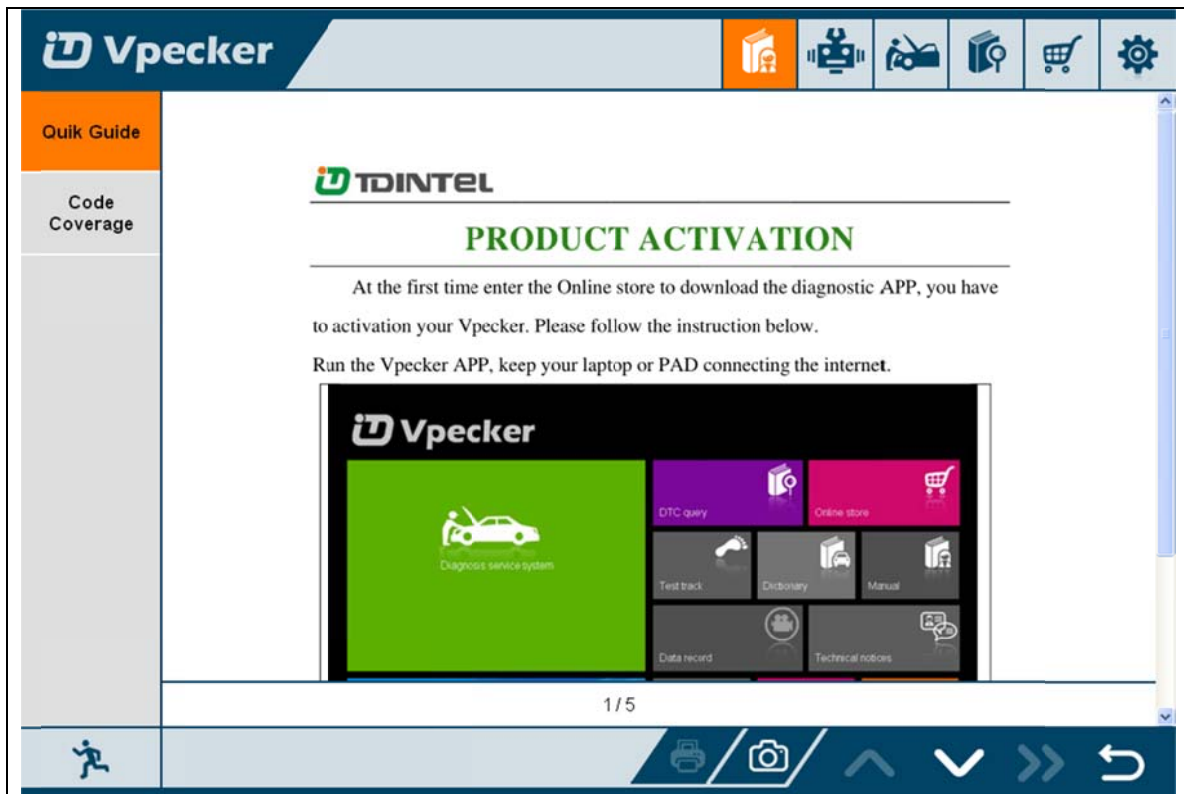 Vpecker
Quik Guide
Code
Coverage
TDINTEL
PRODUCT ACTIVATION
At the first time enter the Online store to download the diagnostic APP, you have
to activation your Vpecker. Please follow the instruction below.
Run the Vpecker APP, keep your laptop or PAD connecting the internet.
Vpecker
Diagnosis service system
DTC query
Online store
Test track
Dictionary
Manual
Data record
Technical notices
1/5